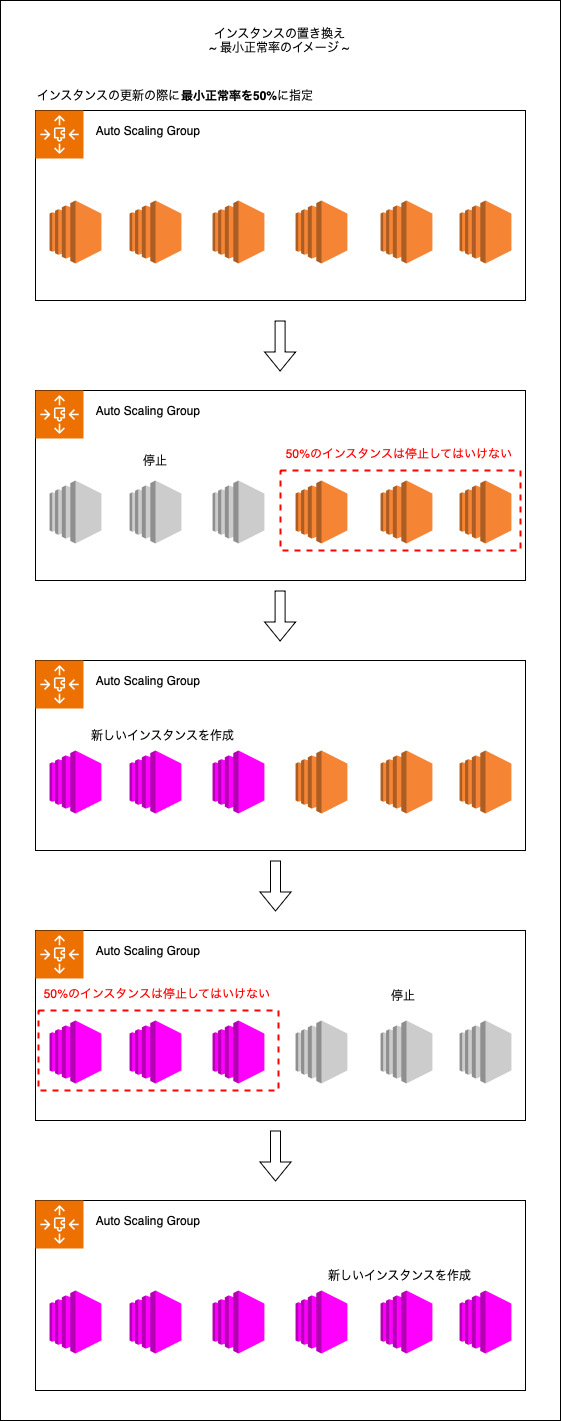 インスタンスの置き換え
~ 最小正常率のイメージ ~
インスタンスの更新の際に最小正常率を50%に指定
Auto Scaling Group
Auto Scaling Group
停止
50%のインスタンスは停止してはいけない
Auto Scaling Group
新しいインスタンスを作成
Auto Scaling Group
50%のインスタンスは停止してはいけない
停止
Auto Scaling Group
新しいインスタンスを作成